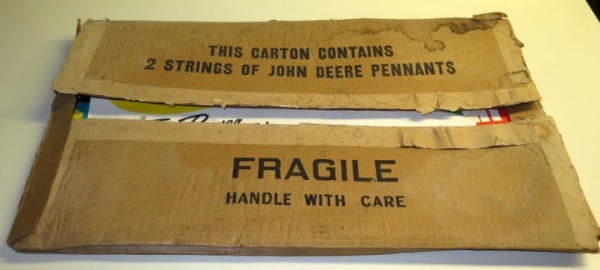 THIS CARTON CONTAINS
2 STRINGS OF JOHN DEERE PENNANTS
FRAGILE
HANDLE WITH CARE